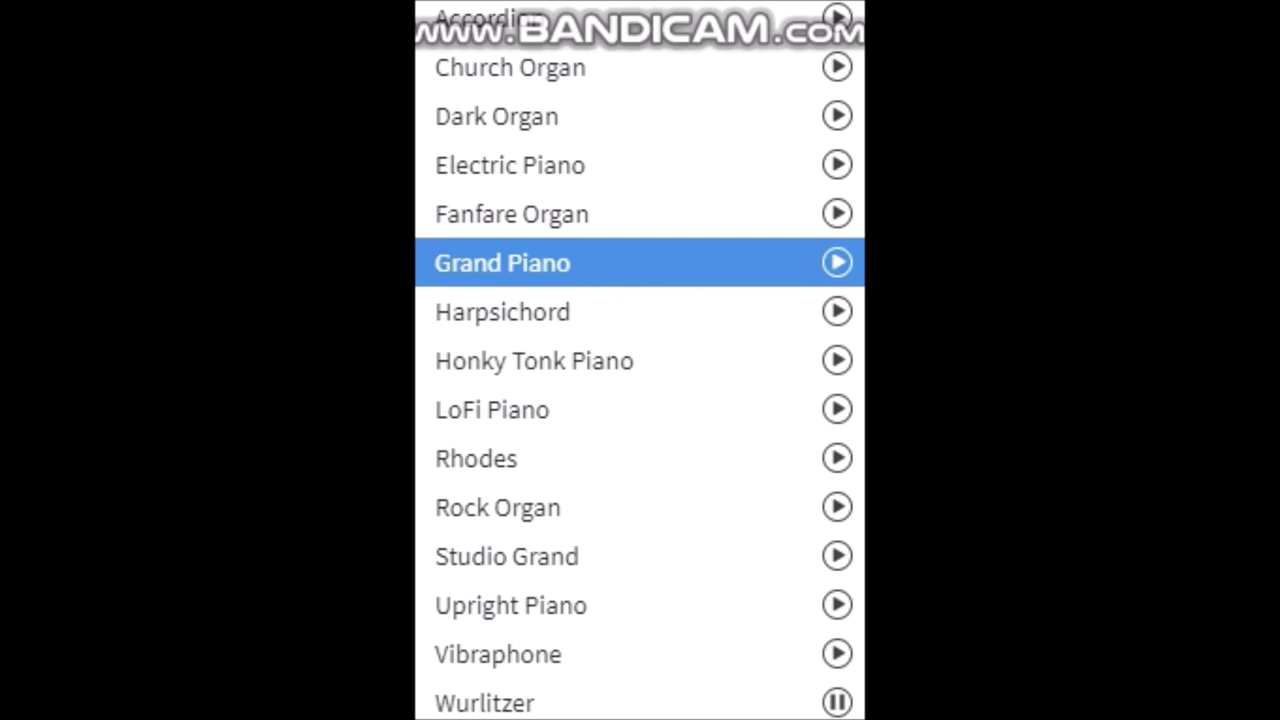 Accordion
www.BANDICAM.com
Church Organ
Dark Organ
Electric Piano
Fanfare Organ
Grand Piano
Harpsichord
Honky Tonk Piano
LoFi Piano
Rhodes
Rock Organ
Studio Grand
Upright Piano
Vibraphone
Wurlitzer